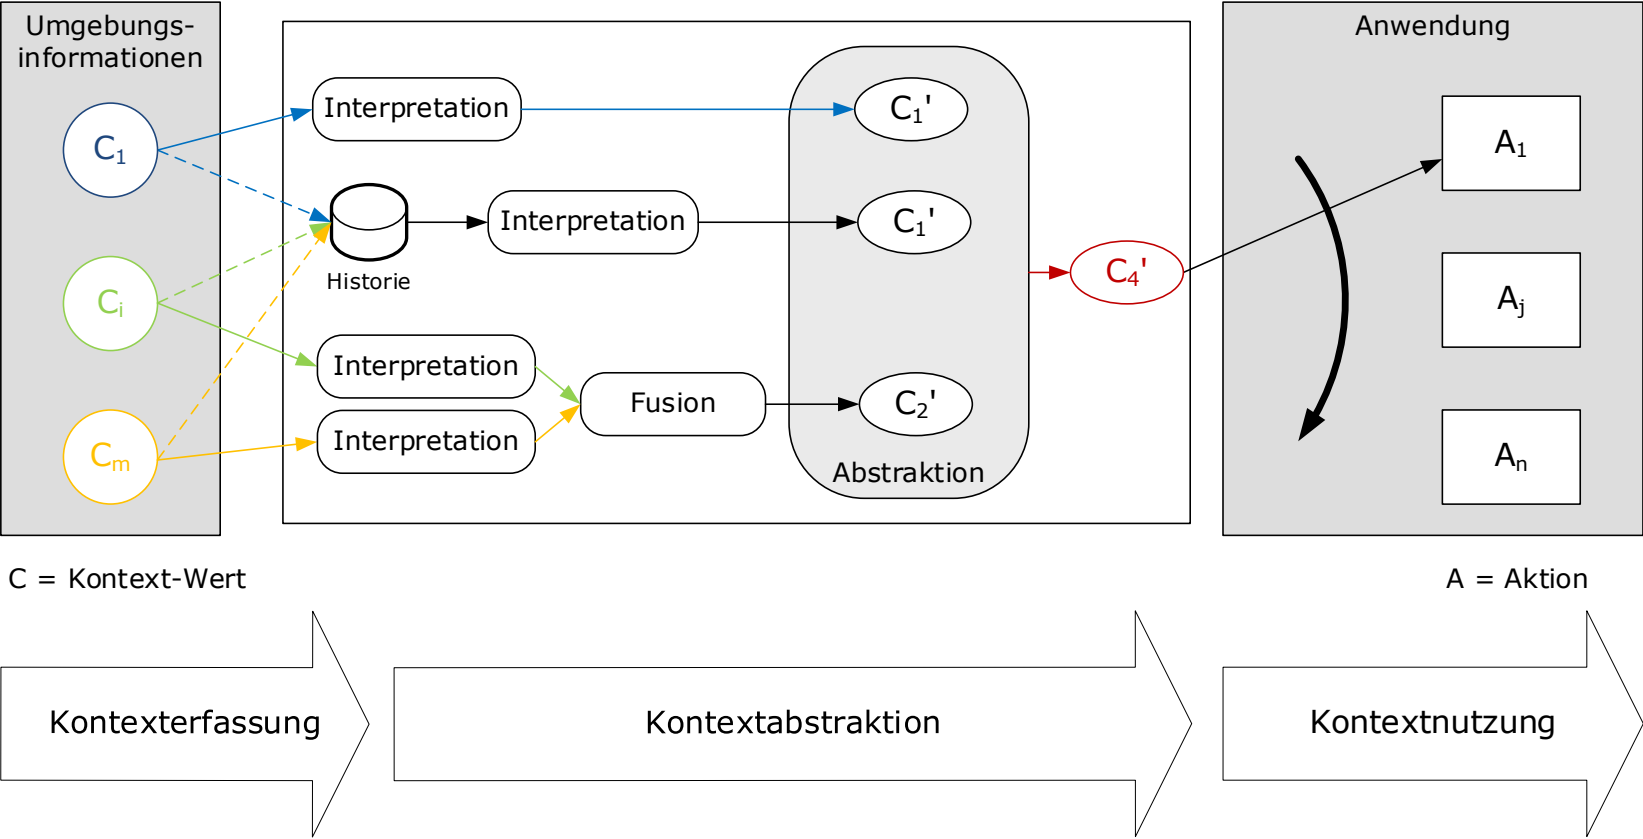 Umgebungs-
informationen
C₁
Cᵢ
Cₘ
Interpretation
Historie
Interpretation
Interpretation
Interpretation
Fusion
C₁'
C₁'
C₂'
Abstraktion
C₄'
Anwendung
A₁
Aⱼ
Aₙ
C = Kontext-Wert
A = Aktion
Kontexterfassung
Kontextabstraktion
Kontextnutzung